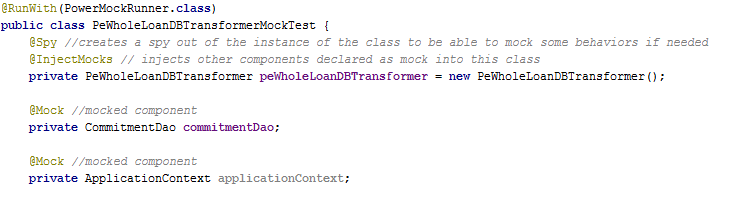 @RunWith(PowerMockRunner.class)
public class PeWholeLoanDBTransformerMockTest {
@Spy //creates a spy out of the instance of the class to be able to mock some behaviors if needed
@InjectMocks // injects other components declared as mock into this class
private PeWholeLoanDBTransformer peWholeLoanDBTransformer = new PeWholeLoanDBTransformer();
@Mock //mocked component
private CommitmentDao commitmentDao;
@Mock //mocked component
private ApplicationContext applicationContext;